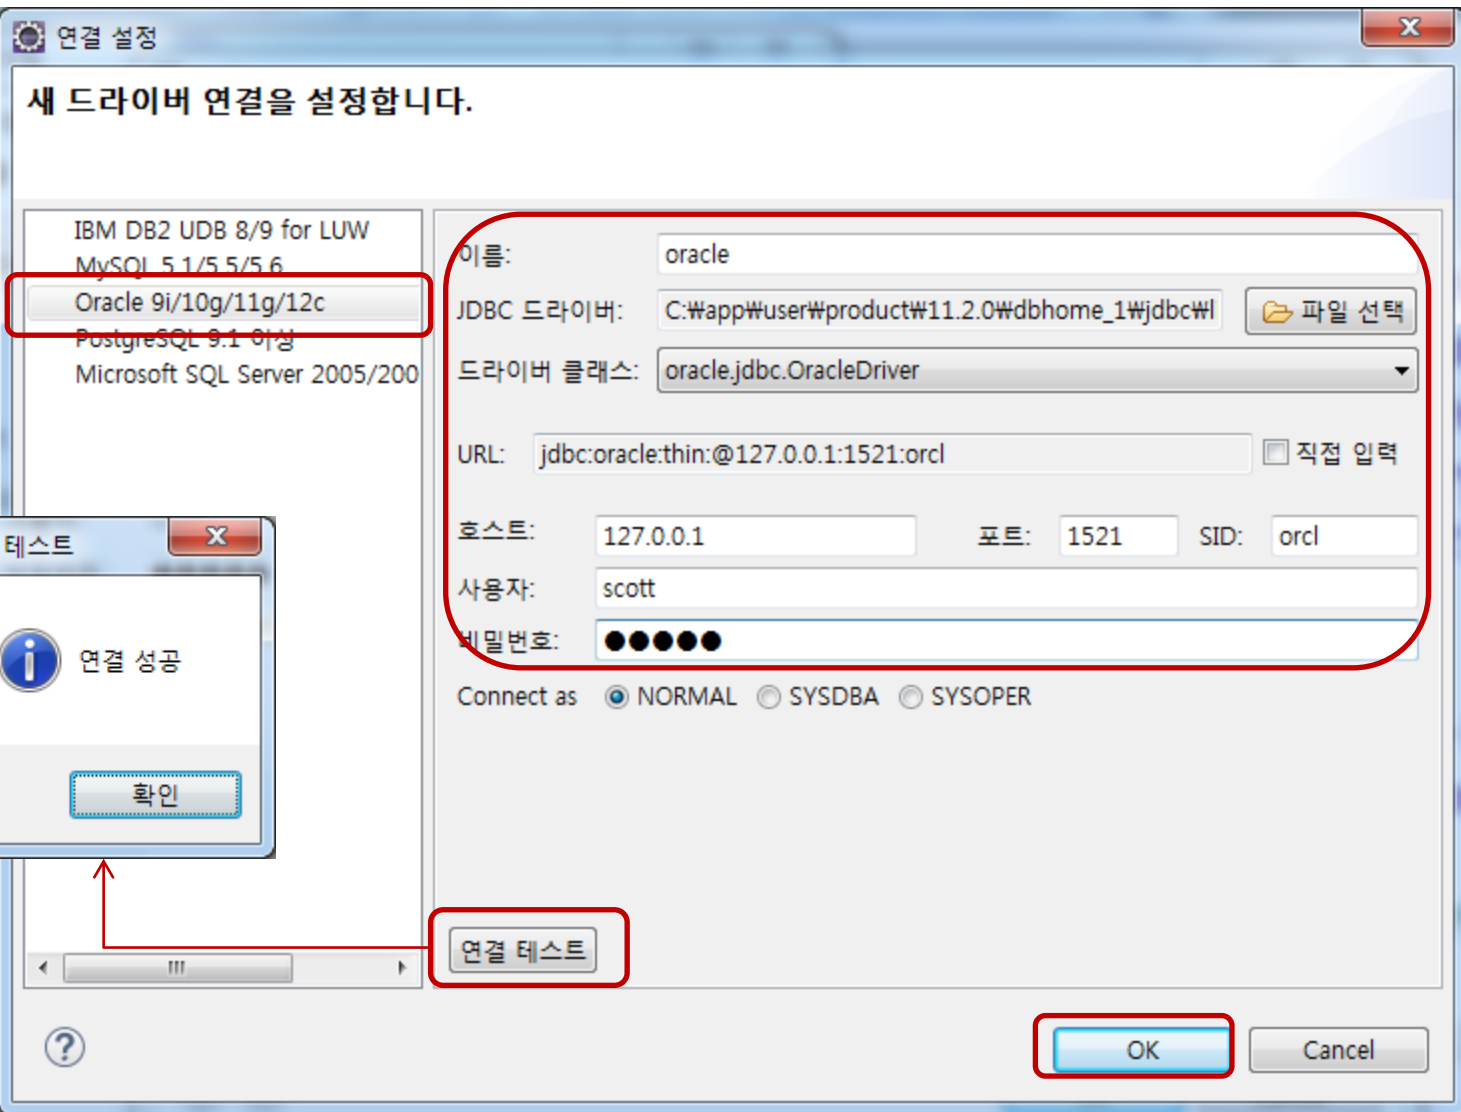 연결 설정
새 드라이버 연결을 설정합니다.
IBM DB2 UDB 8/9 for LUW
MySQL 5.1/5.5/5.6
Oracle 9i/10g/11g/12c
PostgreSQL 9.1 이상
Microsoft SQL Server 2005/200
이름: oracle
JDBC 드라이버: C:₩app₩user₩product₩11.2.0₩dbhome_1₩jdbc₩l 파일 선택
드라이버 클래스: oracle.jdbc.OracleDriver
URL: jdbc:oracle:thin:@127.0.0.1:1521:orcl 직접 입력
호스트: 127.0.0.1 포트: 1521 SID: orcl
사용자: scott
비밀번호: ●●●●●
Connect as NORMAL SYSDBA SYSOPER
테스트
연결 성공
확인
연결 테스트
OK Cancel